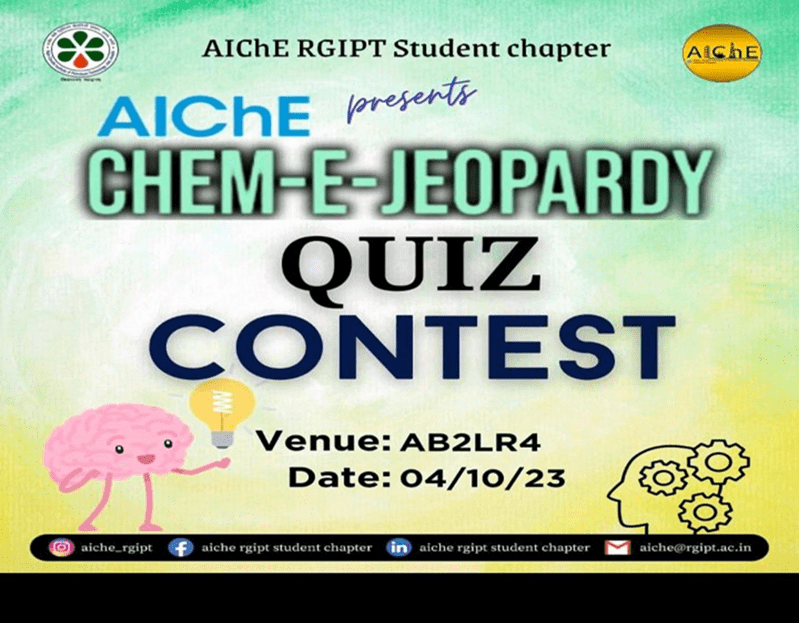 AIChE RGIPT Student chapter
AIChE
AIChE presents
CHEM-E-JEOPARDY
QUIZ
CONTEST
Venue: AB2LR4
Date: 04/10/23
aiche_rgipt aiche rgipt student chapter aiche rgipt student chapter aiche@rgipt.ac.in